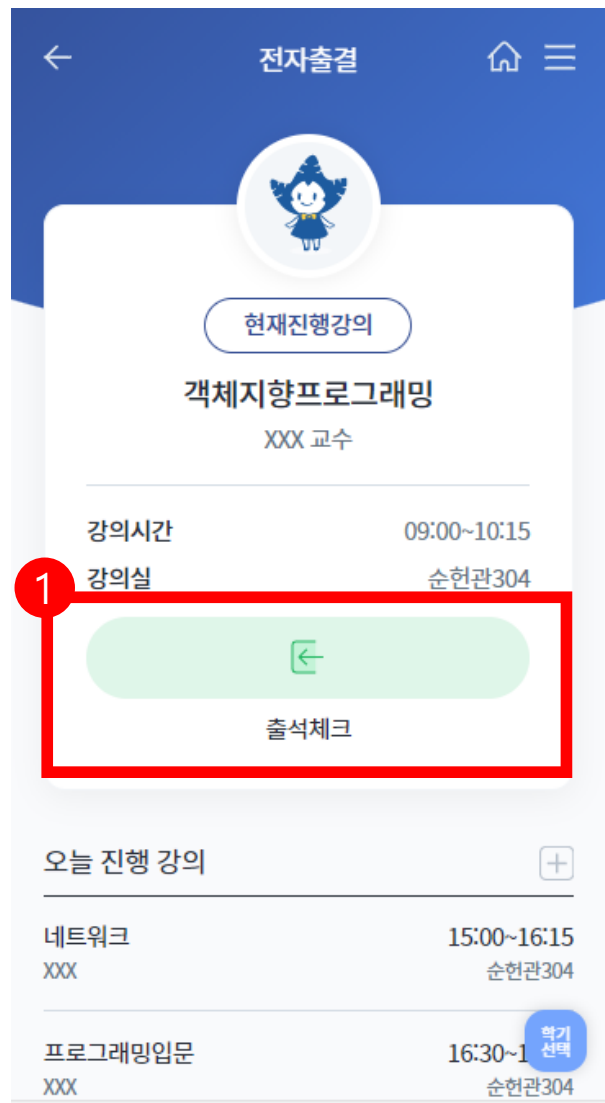 전자출결
현재진행강의
객체지향프로그래밍
XXX 교수
강의시간 09:00~10:15
1
강의실 순헌관304
출석체크
오늘 진행 강의
네트워크 15:00~16:15
XXX 순헌관304
학기
선택
프로그래밍입문 16:30~1
XXX 순헌관304